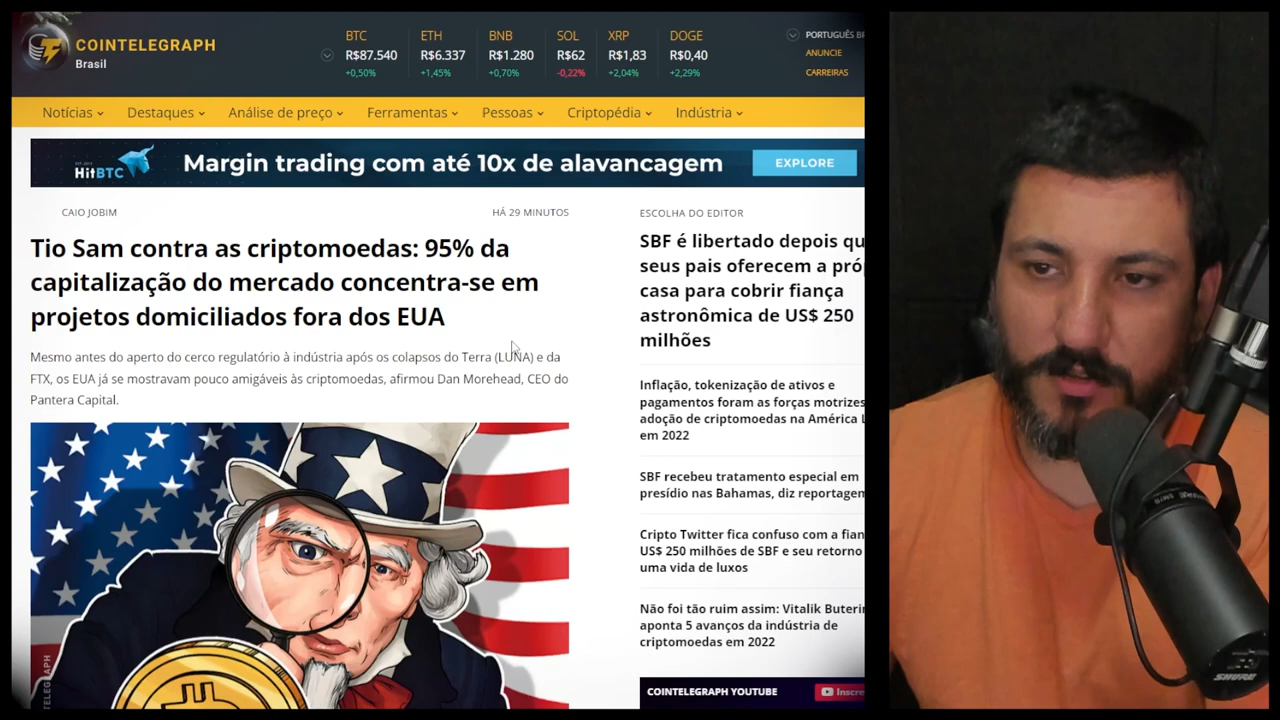 COINTELEGRAPH
Brasil
BTC
R$87.540
+0,50%
ETH
R$6.337
+1,45%
BNB
R$1.280
+0,70%
SOL
R$62
-0,22%
XRP
R$1,83
+2,04%
DOGE
R$0,40
+2,29%
PORTUGUÊS BR
ANUNCIE
CARREIRAS
Notícias
Destaques
Análise de preço
Ferramentas
Pessoas
Criptopédia
Indústria
HitBTC
Margin trading com até 10x de alavancagem
EXPLORE
CAIO JOBIM
HÁ 29 MINUTOS
Tio Sam contra as criptomoedas: 95% da
capitalização do mercado concentra-se em
projetos domiciliados fora dos EUA
Mesmo antes do aperto do cerco regulatório à indústria após os colapsos do Terra (LUNA) e da
FTX, os EUA já se mostravam pouco amigáveis às criptomoedas, afirmou Dan Morehead, CEO do
Pantera Capital.
ESCOLHA DO EDITOR
SBF é libertado depois qu
seus pais oferecem a pró
casa para cobrir fiança
astronômica de US$ 250
milhões
Inflação, tokenização de ativos e
pagamentos foram as forças motrizes
adoção de criptomoedas na América L
em 2022
SBF recebeu tratamento especial em
presídio nas Bahamas, diz reportagem
Cripto Twitter fica confuso com a fian
US$ 250 milhões de SBF e seu retorno
uma vida de luxos
Não foi tão ruim assim: Vitalik Buterin
aponta 5 avanços da indústria de
criptomoedas em 2022
COINTELEGRAPH YOUTUBE
Inscre
SHURE